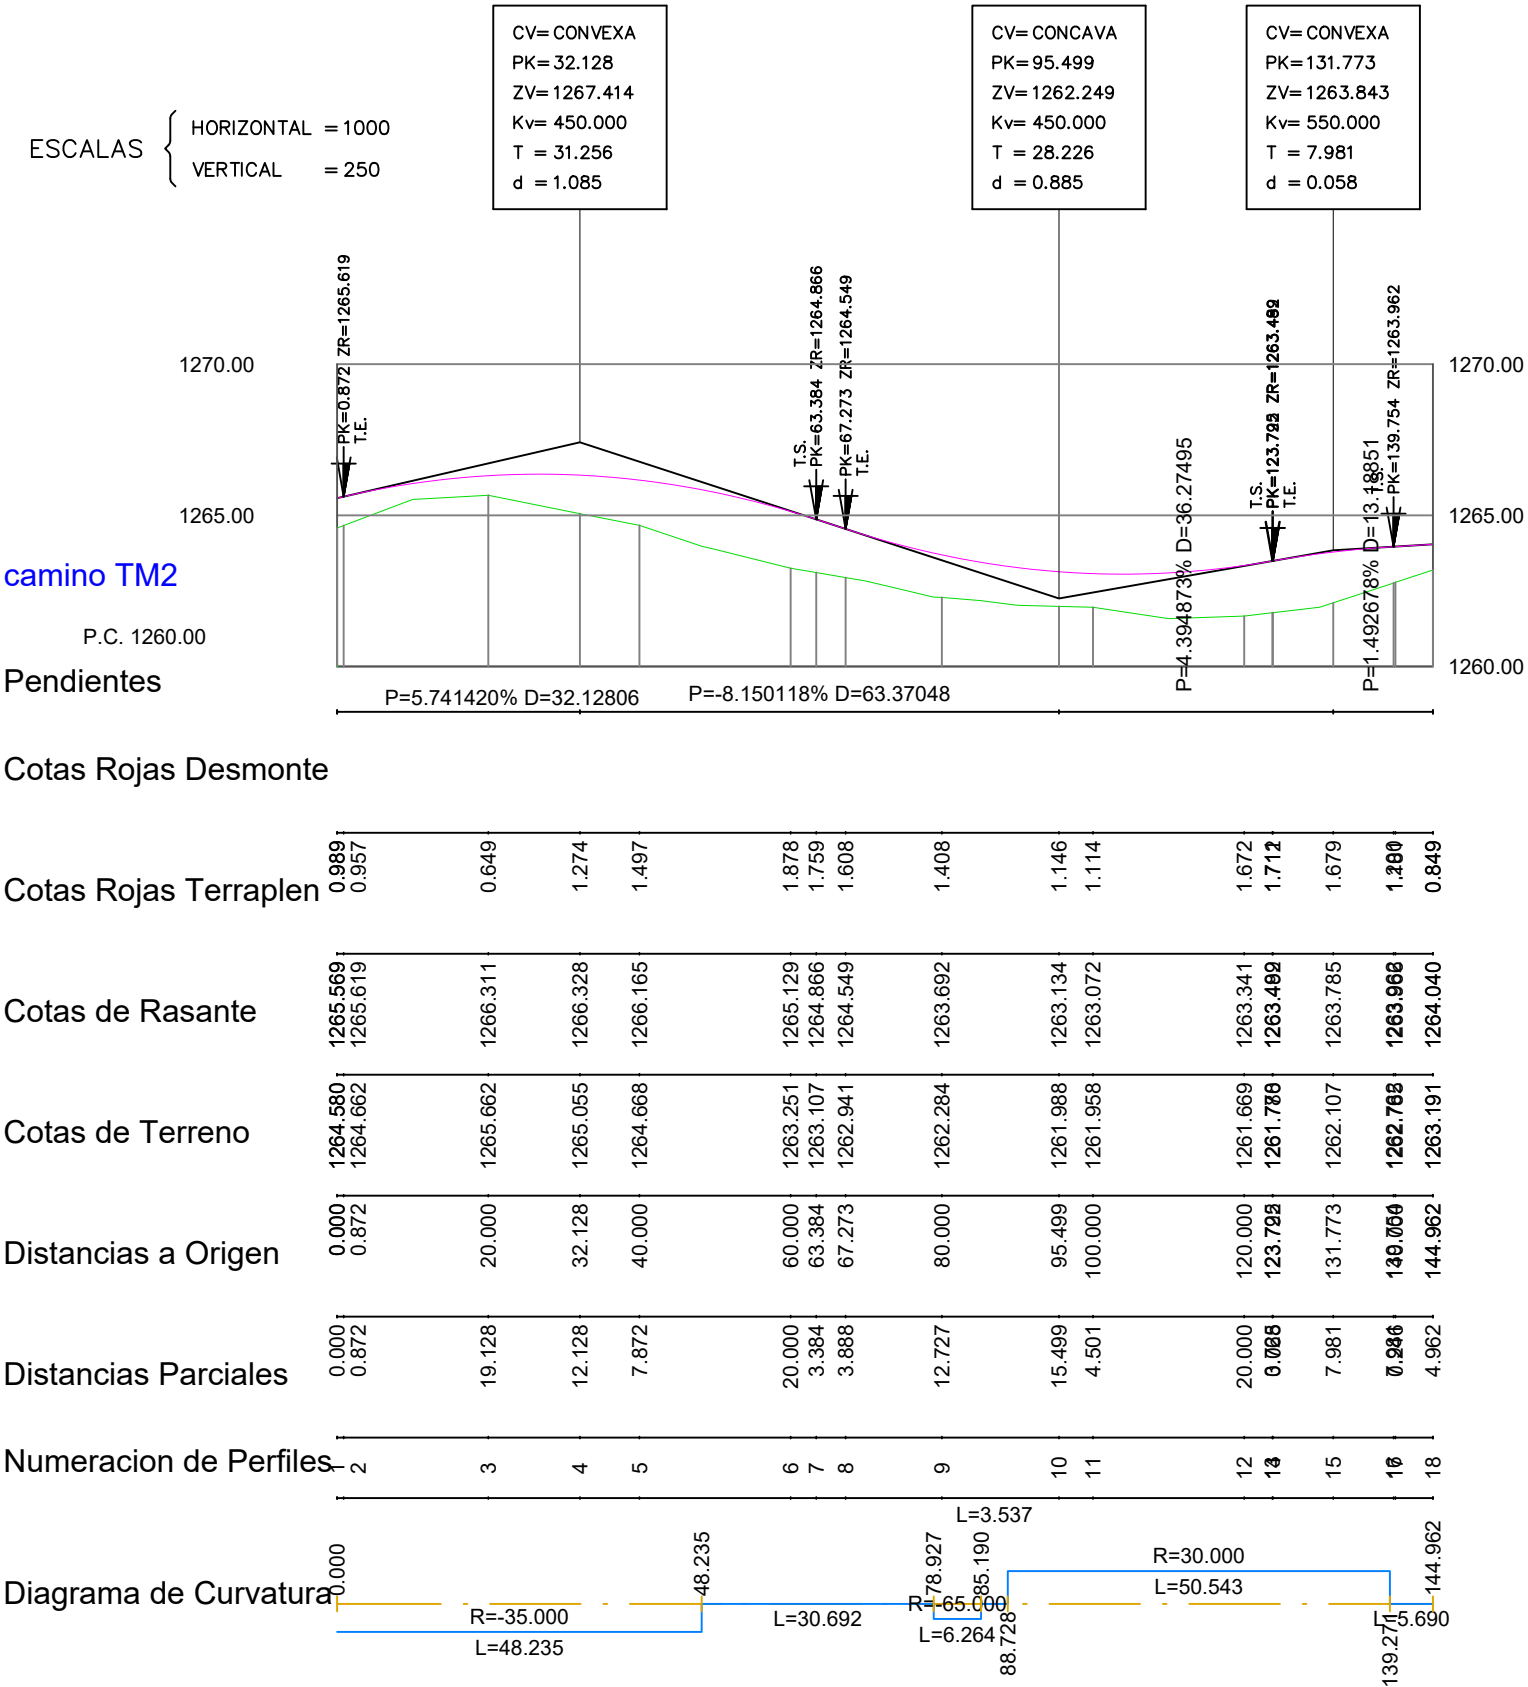 CV= CONVEXA
PK= 32.128
ZV= 1267.414
Kv= 450.000
T = 31.256
d = 1.085
CV= CONCAVA
PK= 95.499
ZV= 1262.249
Kv= 450.000
T = 28.226
d = 0.885
CV= CONVEXA
PK= 131.773
ZV= 1263.843
Kv= 550.000
T = 7.981
d = 0.058
ESCALAS
HORIZONTAL = 1000
VERTICAL = 250
1270.00
1270.00
1265.00
1265.00
PK=0.872 ZR=1265.619
T.E.
T.S.
PK=63.384 ZR=1264.866
PK=67.273 ZR=1264.549
T.E.
T.S.
T.E.
T.S.
PK=139.754 ZR=1263.962
camino TM2
P.C. 1260.00
1260.00
Pendientes
P=5.741420% D=32.12806
P=-8.150118% D=63.37048
P=4.394873% D=36.27495
P=1.492678% D=13.18851
Cotas Rojas Desmonte
Cotas Rojas Terraplen
0.989 0.957 0.649 1.274 1.497 1.878 1.759 1.608 1.408 1.146 1.114 1.672 1.679 0.849
Cotas de Rasante
1265.569 1265.619 1266.311 1266.328 1266.165 1265.129 1264.866 1264.549 1263.692 1263.134 1263.072 1263.341 1263.785 1264.040
Cotas de Terreno
1264.580 1264.662 1265.662 1265.055 1264.668 1263.251 1263.107 1262.941 1262.284 1261.988 1261.958 1261.669 1262.107 1263.191
Distancias a Origen
0.000 0.872 20.000 32.128 40.000 60.000 63.384 67.273 80.000 95.499 100.000 120.000 131.773 144.962
Distancias Parciales
0.000 0.872 19.128 12.128 7.872 20.000 3.384 3.888 12.727 15.499 4.501 20.000 7.981 4.962
Numeracion de Perfiles
1 2 3 4 5 6 7 8 9 10 11 12 15 18
Diagrama de Curvatura
0.000
R=-35.000
L=48.235
48.235
L=30.692
78.927
R=-65.000
L=6.264
85.190
L=3.537
88.728
R=30.000
L=50.543
139.271
L=5.690
144.962